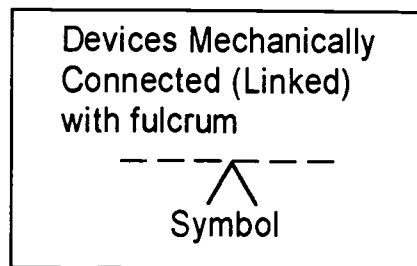 Devices Mechanically
Connected (Linked)
with fulcrum
Symbol